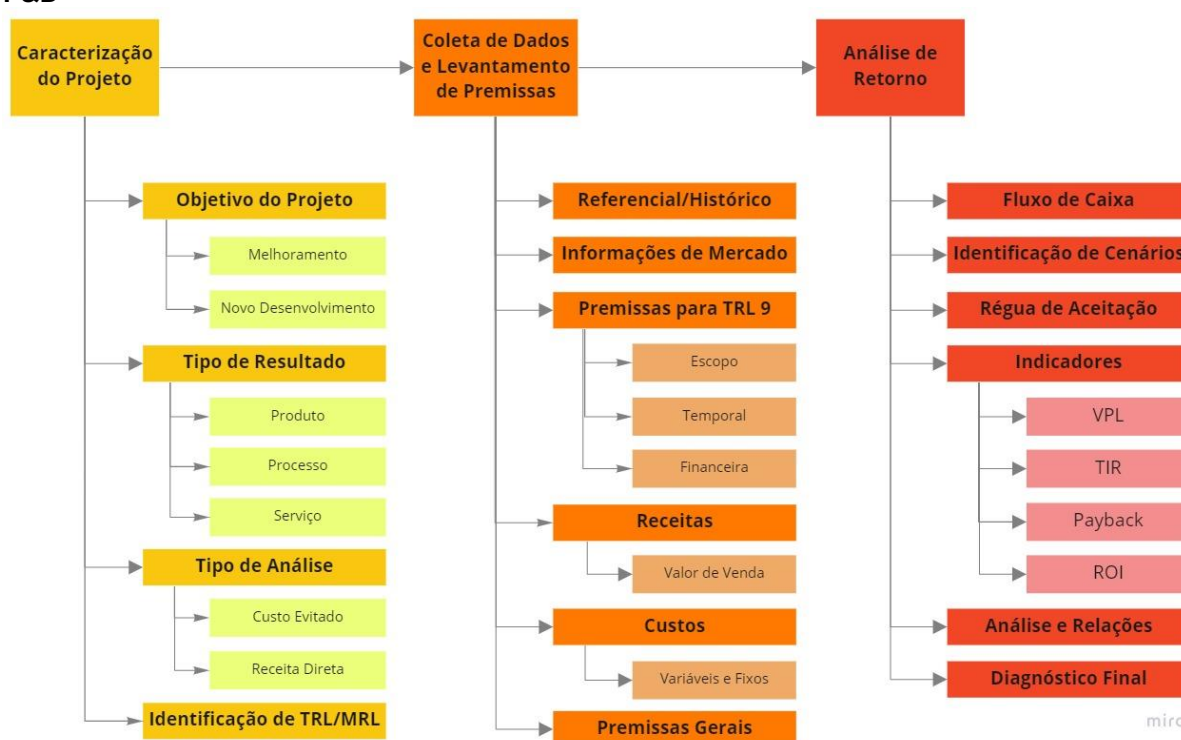 Caracterização
do Projeto
Coleta de Dados
e Levantamento
de Premissas
Análise de
Retorno
Objetivo do Projeto
Melhoramento
Novo Desenvolvimento
Tipo de Resultado
Produto
Processo
Serviço
Tipo de Análise
Custo Evitado
Receita Direta
Identificação de TRL/MRL
Referencial/Histórico
Informações de Mercado
Premissas para TRL 9
Escopo
Temporal
Financeira
Receitas
Valor de Venda
Custos
Variáveis e Fixos
Premissas Gerais
Fluxo de Caixa
Identificação de Cenários
Régua de Aceitação
Indicadores
VPL
TIR
Payback
ROI
Análise e Relações
Diagnóstico Final